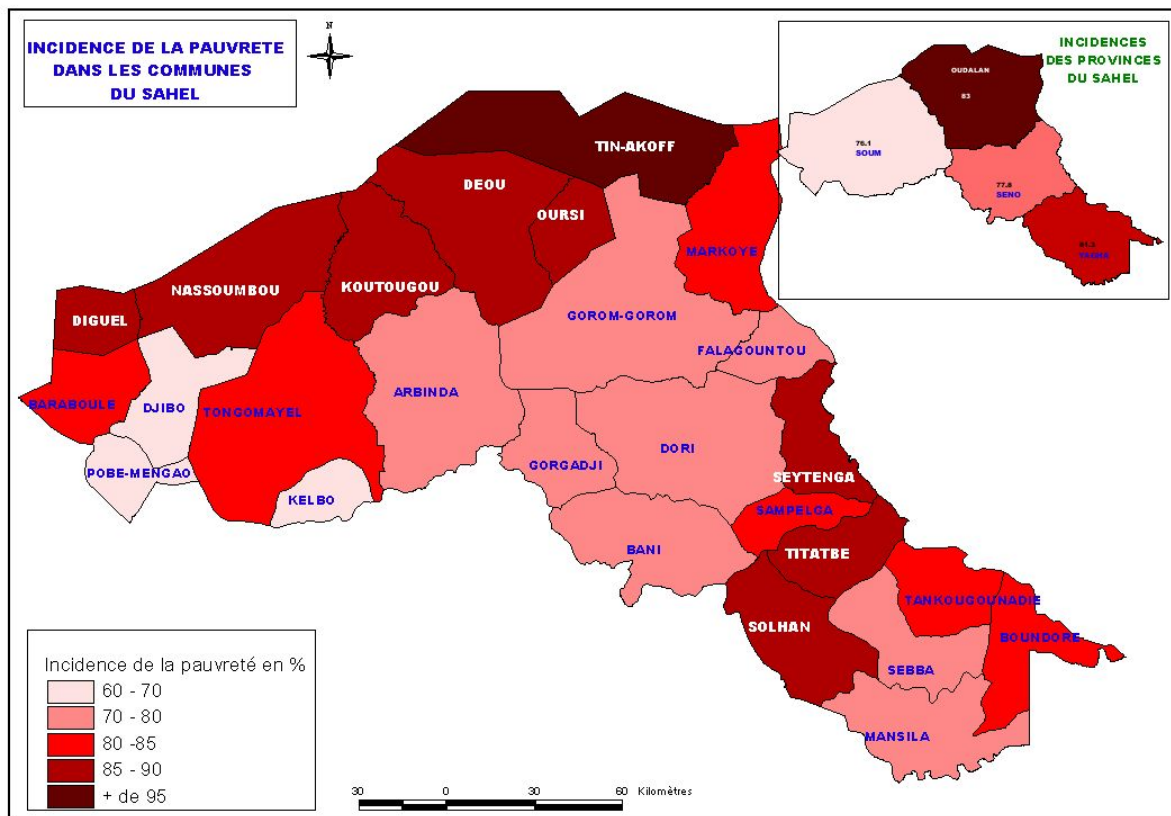 INCIDENCE DE LA PAUVRETE
DANS LES COMMUNES
DU SAHEL
N
INCIDENCES
DES PROVINCES
DU SAHEL
OUDALAN
83
76.1
SOUM
77.8
SENO
TIN-AKOFF
DEOU
OURSI
MARKOYE
NASSOUMBOU
KOUTOUGOU
DIGUEL
GOROM-GOROM
FALAGOUNTOU
BARABOULE
DJIBO
TONGOMAYEL
ARBINDA
DORI
GORGADJI
POBE-MENGAO
KELBO
SEYTENGA
SAMPELGA
BANI
TITATBE
TANKOUGOUNADIE
SOLHAN
BOUNDORE
SEBBA
MANSILA
Incidence de la pauvreté en %
60 - 70
70 - 80
80 -85
85 - 90
+ de 95
30 0 30 60 Kilomètres